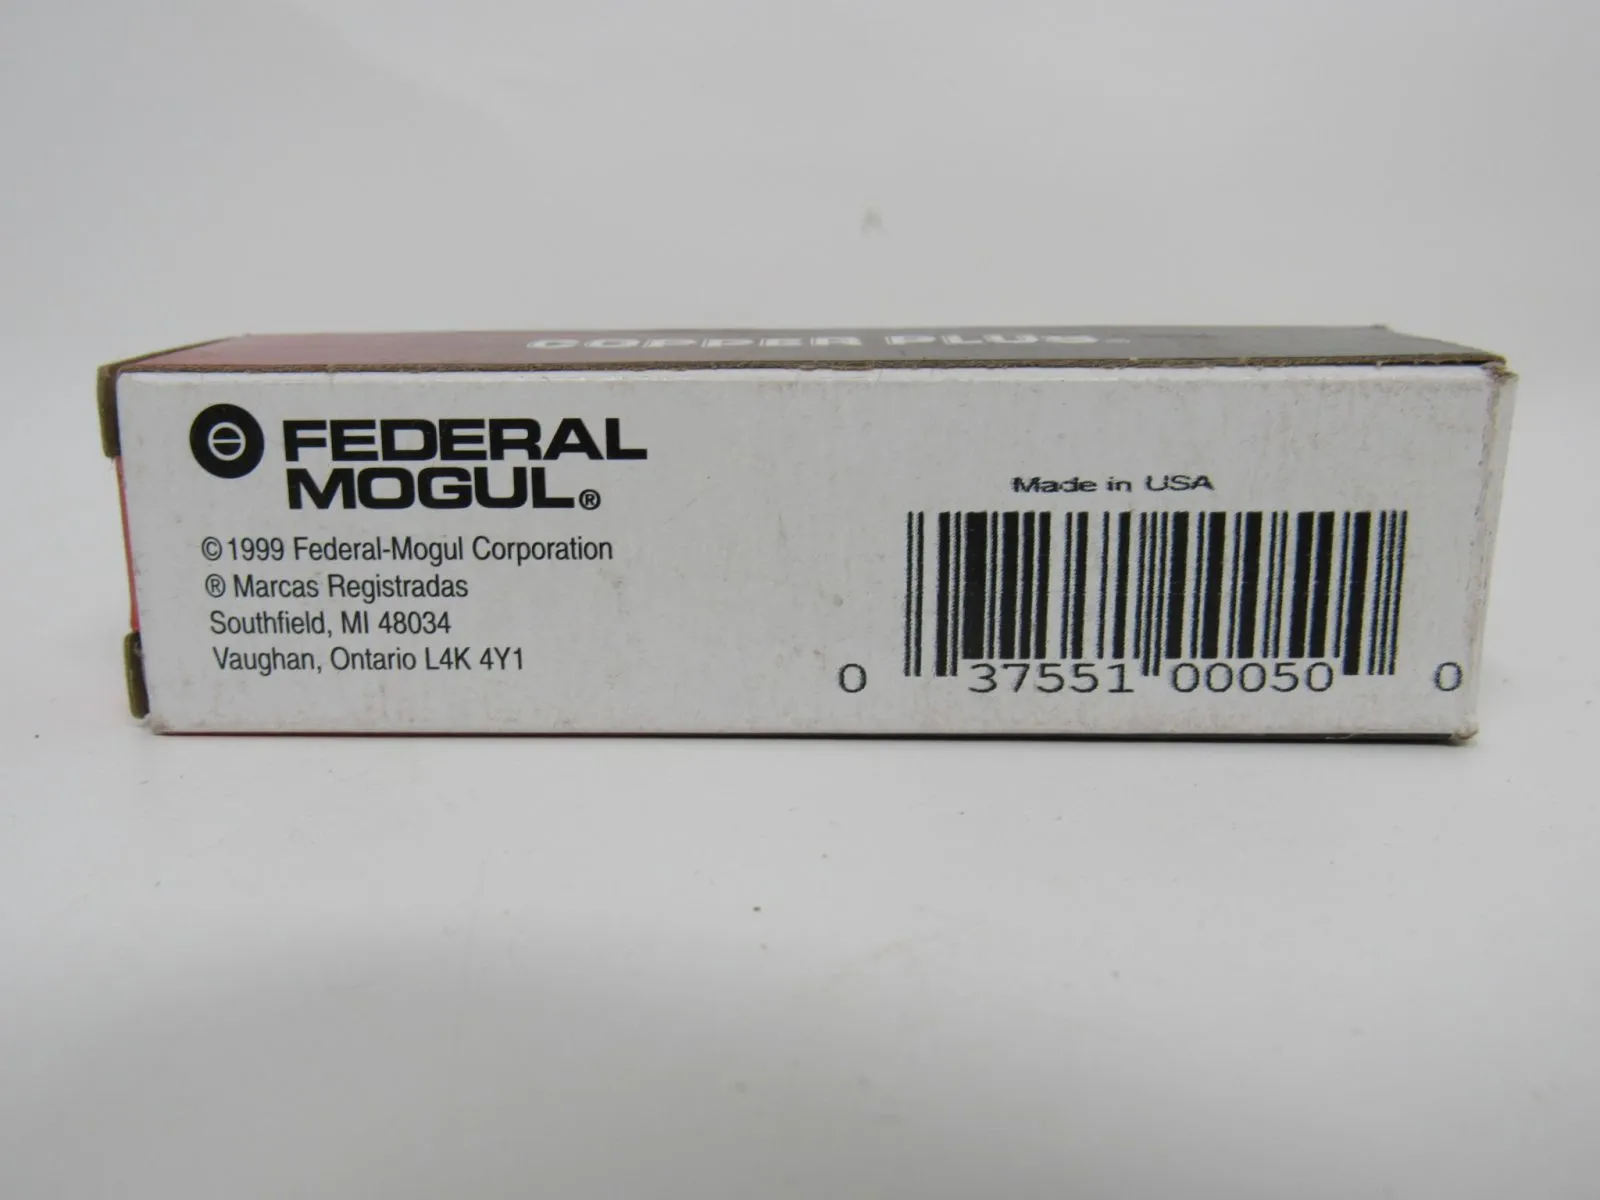 COPPER PLUS®
FEDERAL
MOGUL®
© 1999 Federal-Mogul Corporation
® Marcas Registradas
Southfield, MI 48034
Vaughan, Ontario L4K 4Y1
Made in USA
0 37551 00050 0